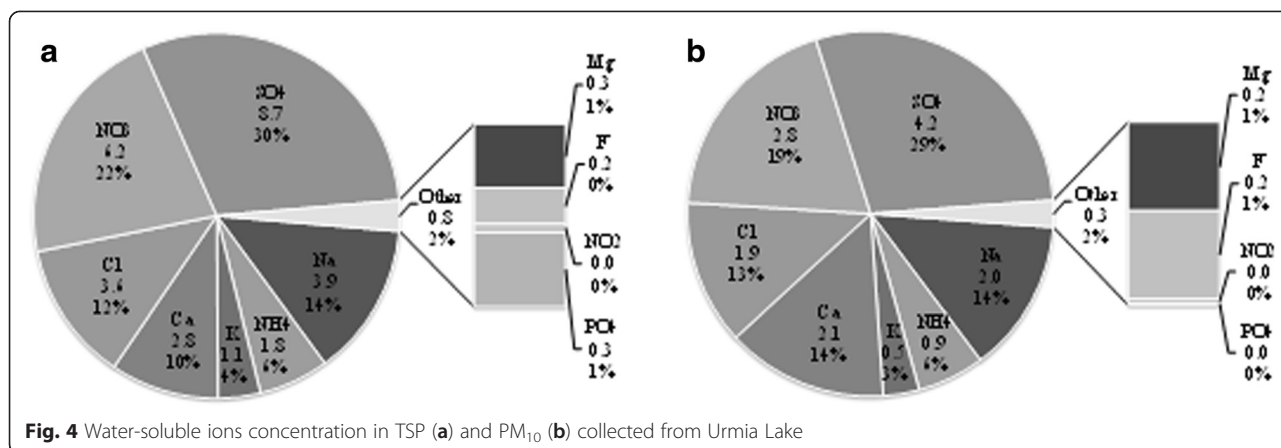 a
SO4
8.7
30%
NO3
6.2
22%
Cl
3.6
12%
Ca
2.8
10%
K
1.1
4%
NH4
1.8
6%
Na
3.9
14%
Other
0.8
2%
Mg
0.3
1%
F
0.2
0%
NO2
0.0
0%
PO4
0.3
1%
b
SO4
4.2
29%
NO3
2.8
19%
Cl
1.9
13%
Ca
2.1
14%
K
0.5
3%
NH4
0.9
6%
Na
2.0
14%
Other
0.3
2%
Mg
0.2
1%
F
0.2
1%
NO2
0.0
0%
PO4
0.0
0%
Fig. 4 Water-soluble ions concentration in TSP (a) and PM₁₀ (b) collected from Urmia Lake